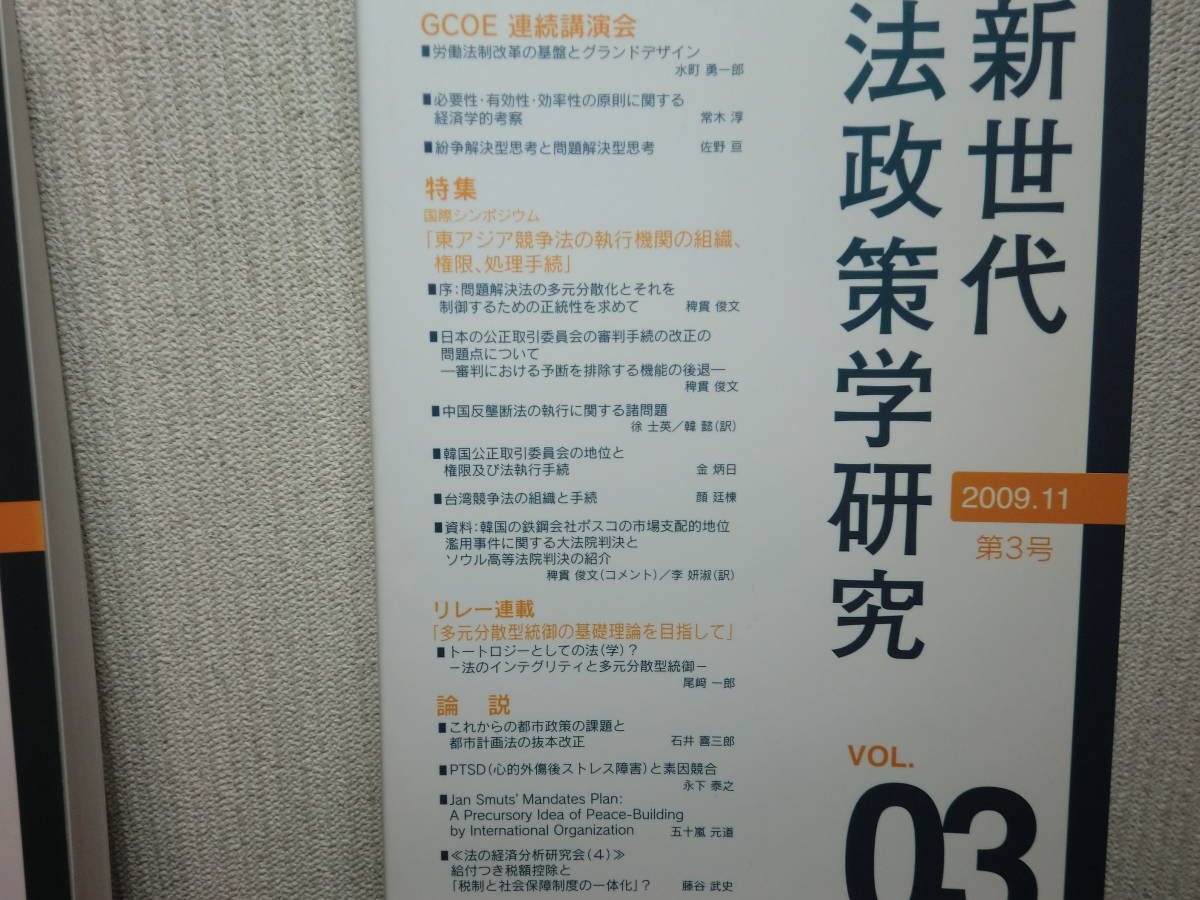 新世代
法政策学研究
2009.11
第3号
VOL.
03
GCOE 連続講演会
■労働法制改革の基盤とグランドデザイン
水町 勇一郎
■必要性・有効性・効率性の原則に関する
経済学的考察 常木 淳
■紛争解決型思考と問題解決型思考 佐野 亘
特集
国際シンポジウム
「東アジア競争法の執行機関の組織、
権限、処理手続」
■序：問題解決法の多元分散化とそれを
制御するための正統性を求めて 稗貫 俊文
■日本の公正取引委員会の審判手続の改正の
問題点について
―審判における予断を排除する機能の後退―
稗貫 俊文
■中国反壟断法の執行に関する諸問題
徐 士英／韓 懿（訳）
■韓国公正取引委員会の地位と
権限及び法執行手続 金 炳日
■台湾競争法の組織と手続 顔 廷棟
■資料：韓国の鉄鋼会社ポスコの市場支配的地位
濫用事件に関する大法院判決と
ソウル高等法院判決の紹介
稗貫 俊文（コメント）／李 妍淑（訳）
リレー連載
「多元分散型統御の基礎理論を目指して」
■トートロジーとしての法（学）？
－法のインテグリティと多元分散型統御－
尾﨑 一郎
論 説
■これからの都市政策の課題と
都市計画法の抜本改正 石井 喜三郎
■PTSD（心的外傷後ストレス障害）と素因競合
永下 泰之
■Jan Smuts' Mandates Plan:
A Precursory Idea of Peace-Building
by International Organization 五十嵐 元道
■≪法の経済分析研究会（4）≫
給付つき税額控除と
「税制と社会保障制度の一体化」？ 藤谷 武史